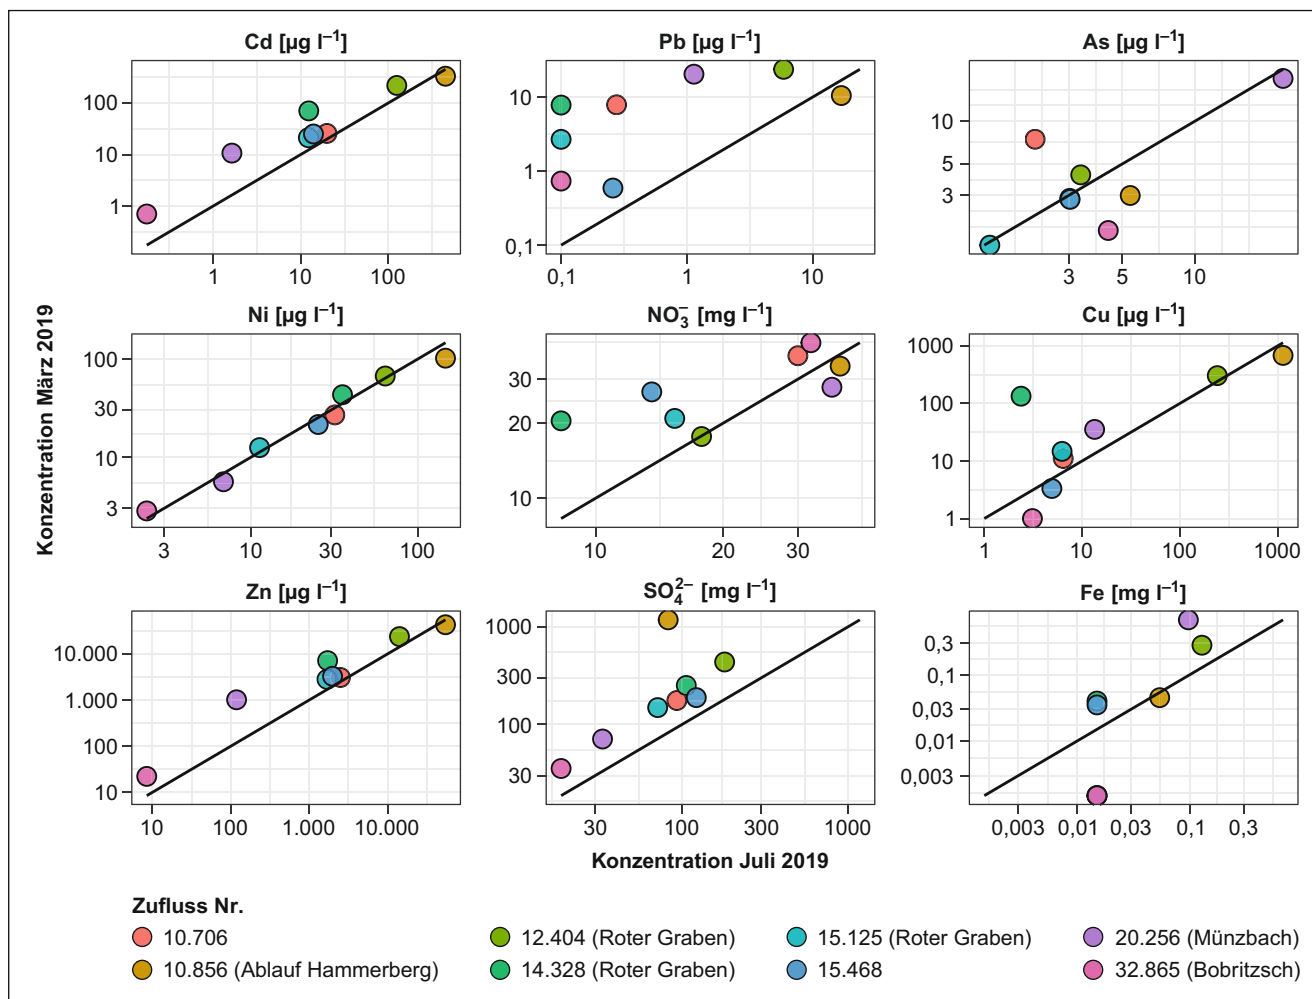 Cd [µg l⁻¹] Pb [µg l⁻¹] As [µg l⁻¹]
100
10
1
1 10 100
10
1
0,1
0,1 1 10
10
5
3
3 5 10
Konzentration März 2019
Ni [µg l⁻¹] NO₃⁻ [mg l⁻¹] Cu [µg l⁻¹]
100
30
10
3
3 10 30 100
30
20
10
10 20 30
1000
100
10
1
1 10 100 1000
Zn [µg l⁻¹] SO₄²⁻ [mg l⁻¹] Fe [mg l⁻¹]
10.000
1.000
100
10
10 100 1.000 10.000
1000
300
100
30
30 100 300 1000
0,3
0,1
0,03
0,01
0,003
0,003 0,01 0,03 0,1 0,3
Konzentration Juli 2019
Zufluss Nr.
10.706 12.404 (Roter Graben) 15.125 (Roter Graben) 20.256 (Münzbach)
10.856 (Ablauf Hammerberg) 14.328 (Roter Graben) 15.468 32.865 (Bobritzsch)